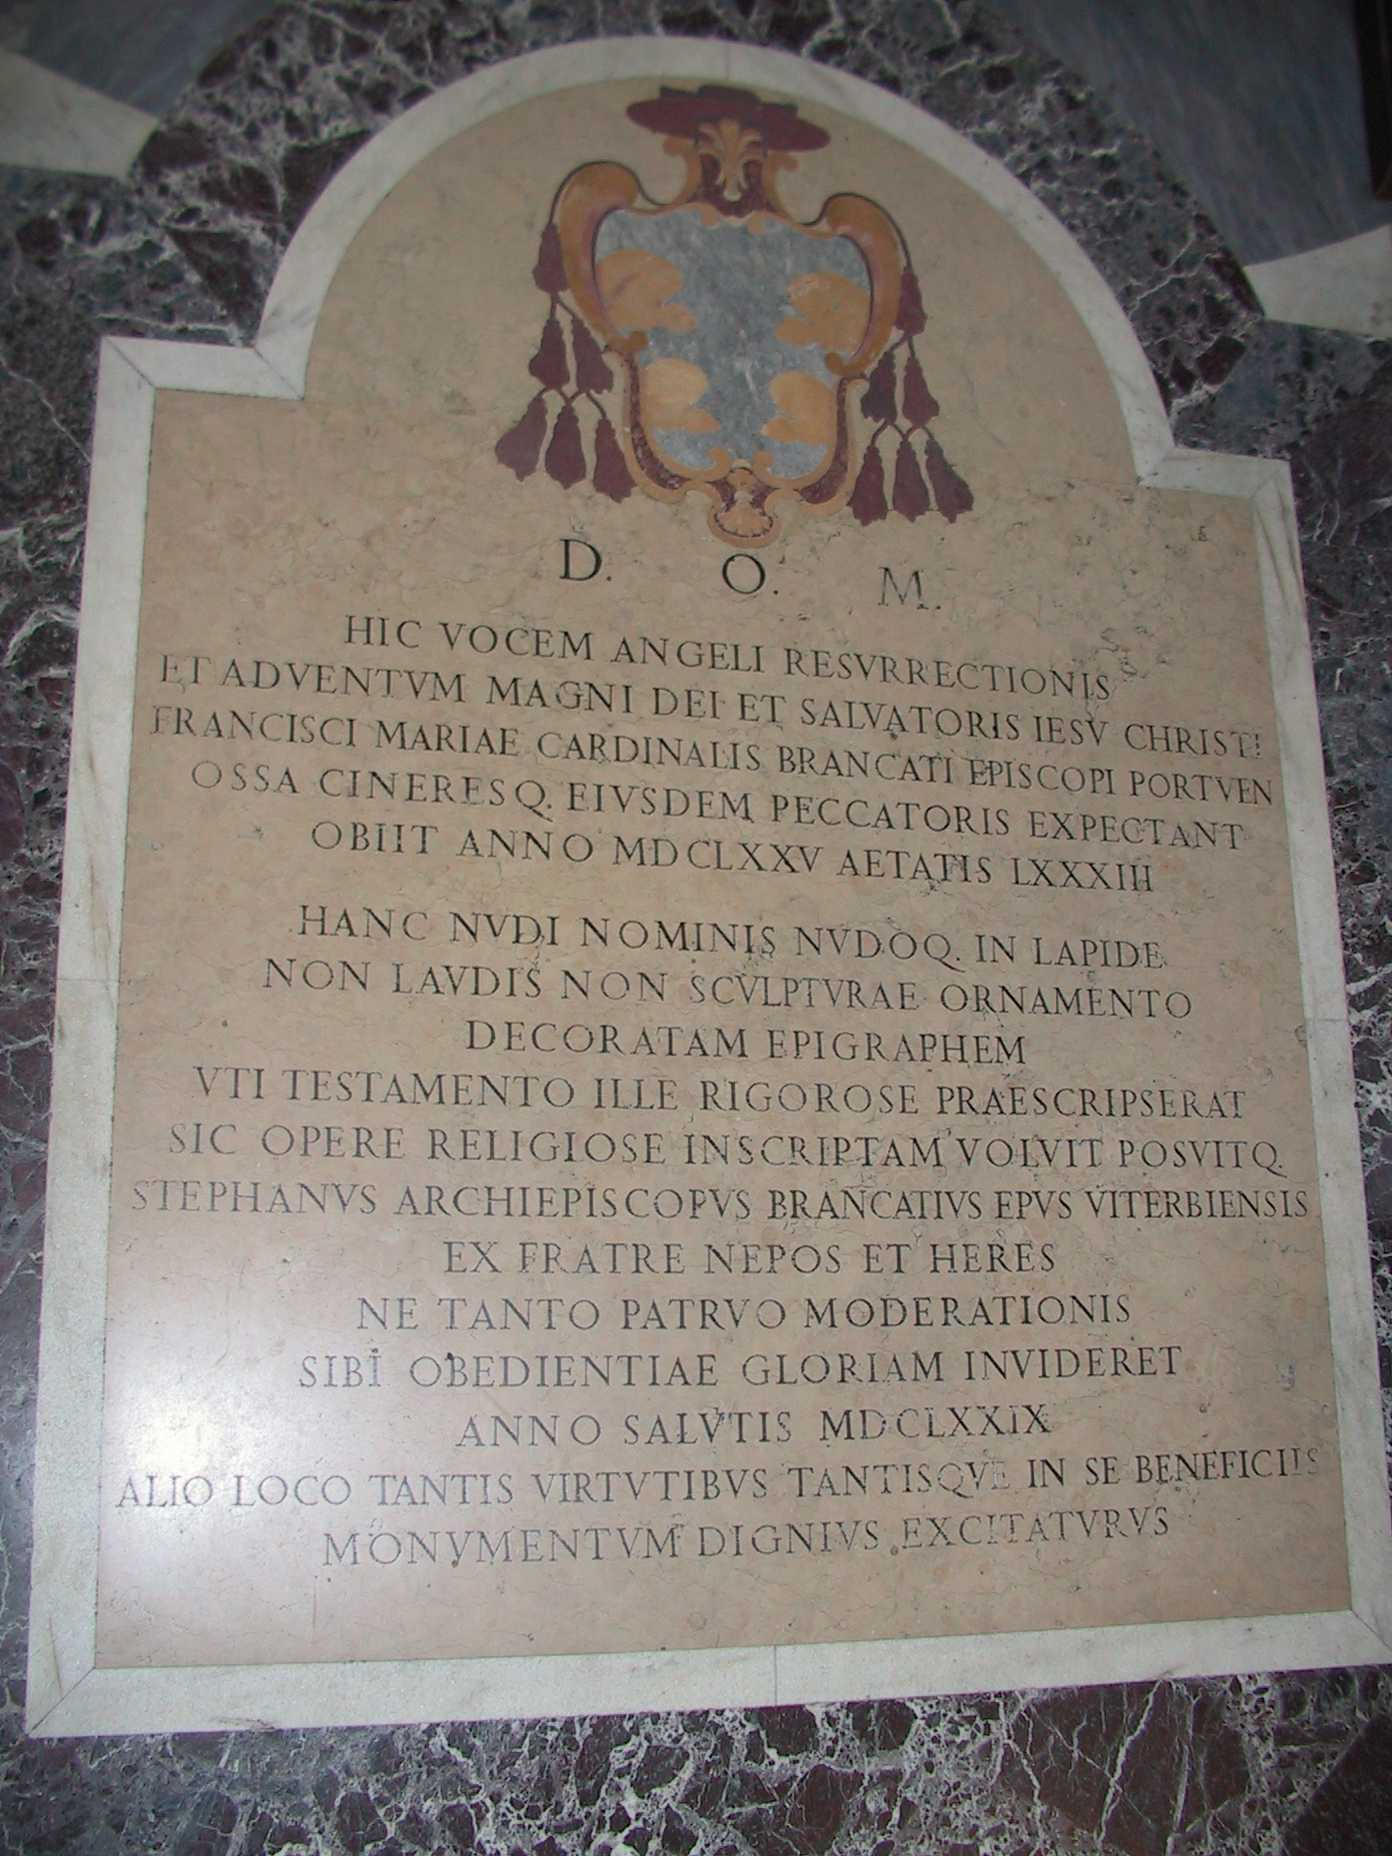 D. O. M.
HIC VOCEM ANGELI RESVRRECTIONIS
ET ADVENTVM MAGNI DEI ET SALVATORIS IESV CHRISTI
FRANCISCI MARIAE CARDINALIS BRANCATI EPISCOPI PORTVEN
OSSA CINERESQ. EIVSDEM PECCATORIS EXPECTANT
OBIIT ANNO MDCLXXV AETATIS LXXXIII
HANC NVDI NOMINIS NVDOQ. IN LAPIDE
NON LAVDIS NON SCVLPTVRAE ORNAMENTO
DECORATAM EPIGRAPHEM
VTI TESTAMENTO ILLE RIGOROSE PRAESCRIPSERAT
SIC OPERE RELIGIOSE INSCRIPTAM VOLVIT POSVITQ.
STEPHANVS ARCHIEPISCOPVS BRANCATIVS EPVS VITERBIENSIS
EX FRATRE NEPOS ET HERES
NE TANTO PATRVO MODERATIONIS
SIBI OBEDIENTIAE GLORIAM INVIDERET
ANNO SALVTIS MDCLXXIX
ALIO LOCO TANTIS VIRTVTIBVS TANTISQVE IN SE BENEFICIIS
MONVMENTVM DIGNIVS EXCITATVRVS